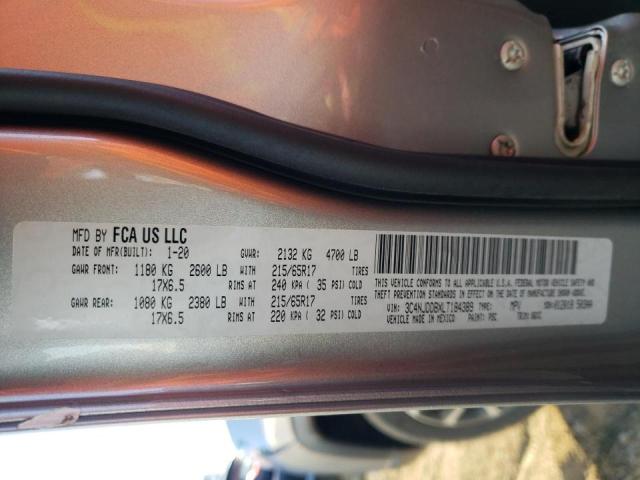 MFD BY FCA US LLC
DATE OF MFR(BUILT): 1-20 GVWR: 2132 KG 4700 LB
GAWR FRONT: 1180 KG 2600 LB WITH 215/65R17 TIRES
17X6.5 RIMS AT 240 KPA ( 35 PSI) COLD
GAWR REAR: 1080 KG 2380 LB WITH 215/65R17 TIRES
17X6.5 RIMS AT 220 KPA ( 32 PSI) COLD
THIS VEHICLE CONFORMS TO ALL APPLICABLE U.S.A. FEDERAL MOTOR VEHICLE SAFETY AND
THEFT PREVENTION STANDARDS IN EFFECT ON THE DATE OF MANUFACTURE SHOWN ABOVE.
VIN: 3C4NJDDBXLT184389 TYPE: MPV
VEHICLE MADE IN MEXICO PAINT: PSC TRIM: